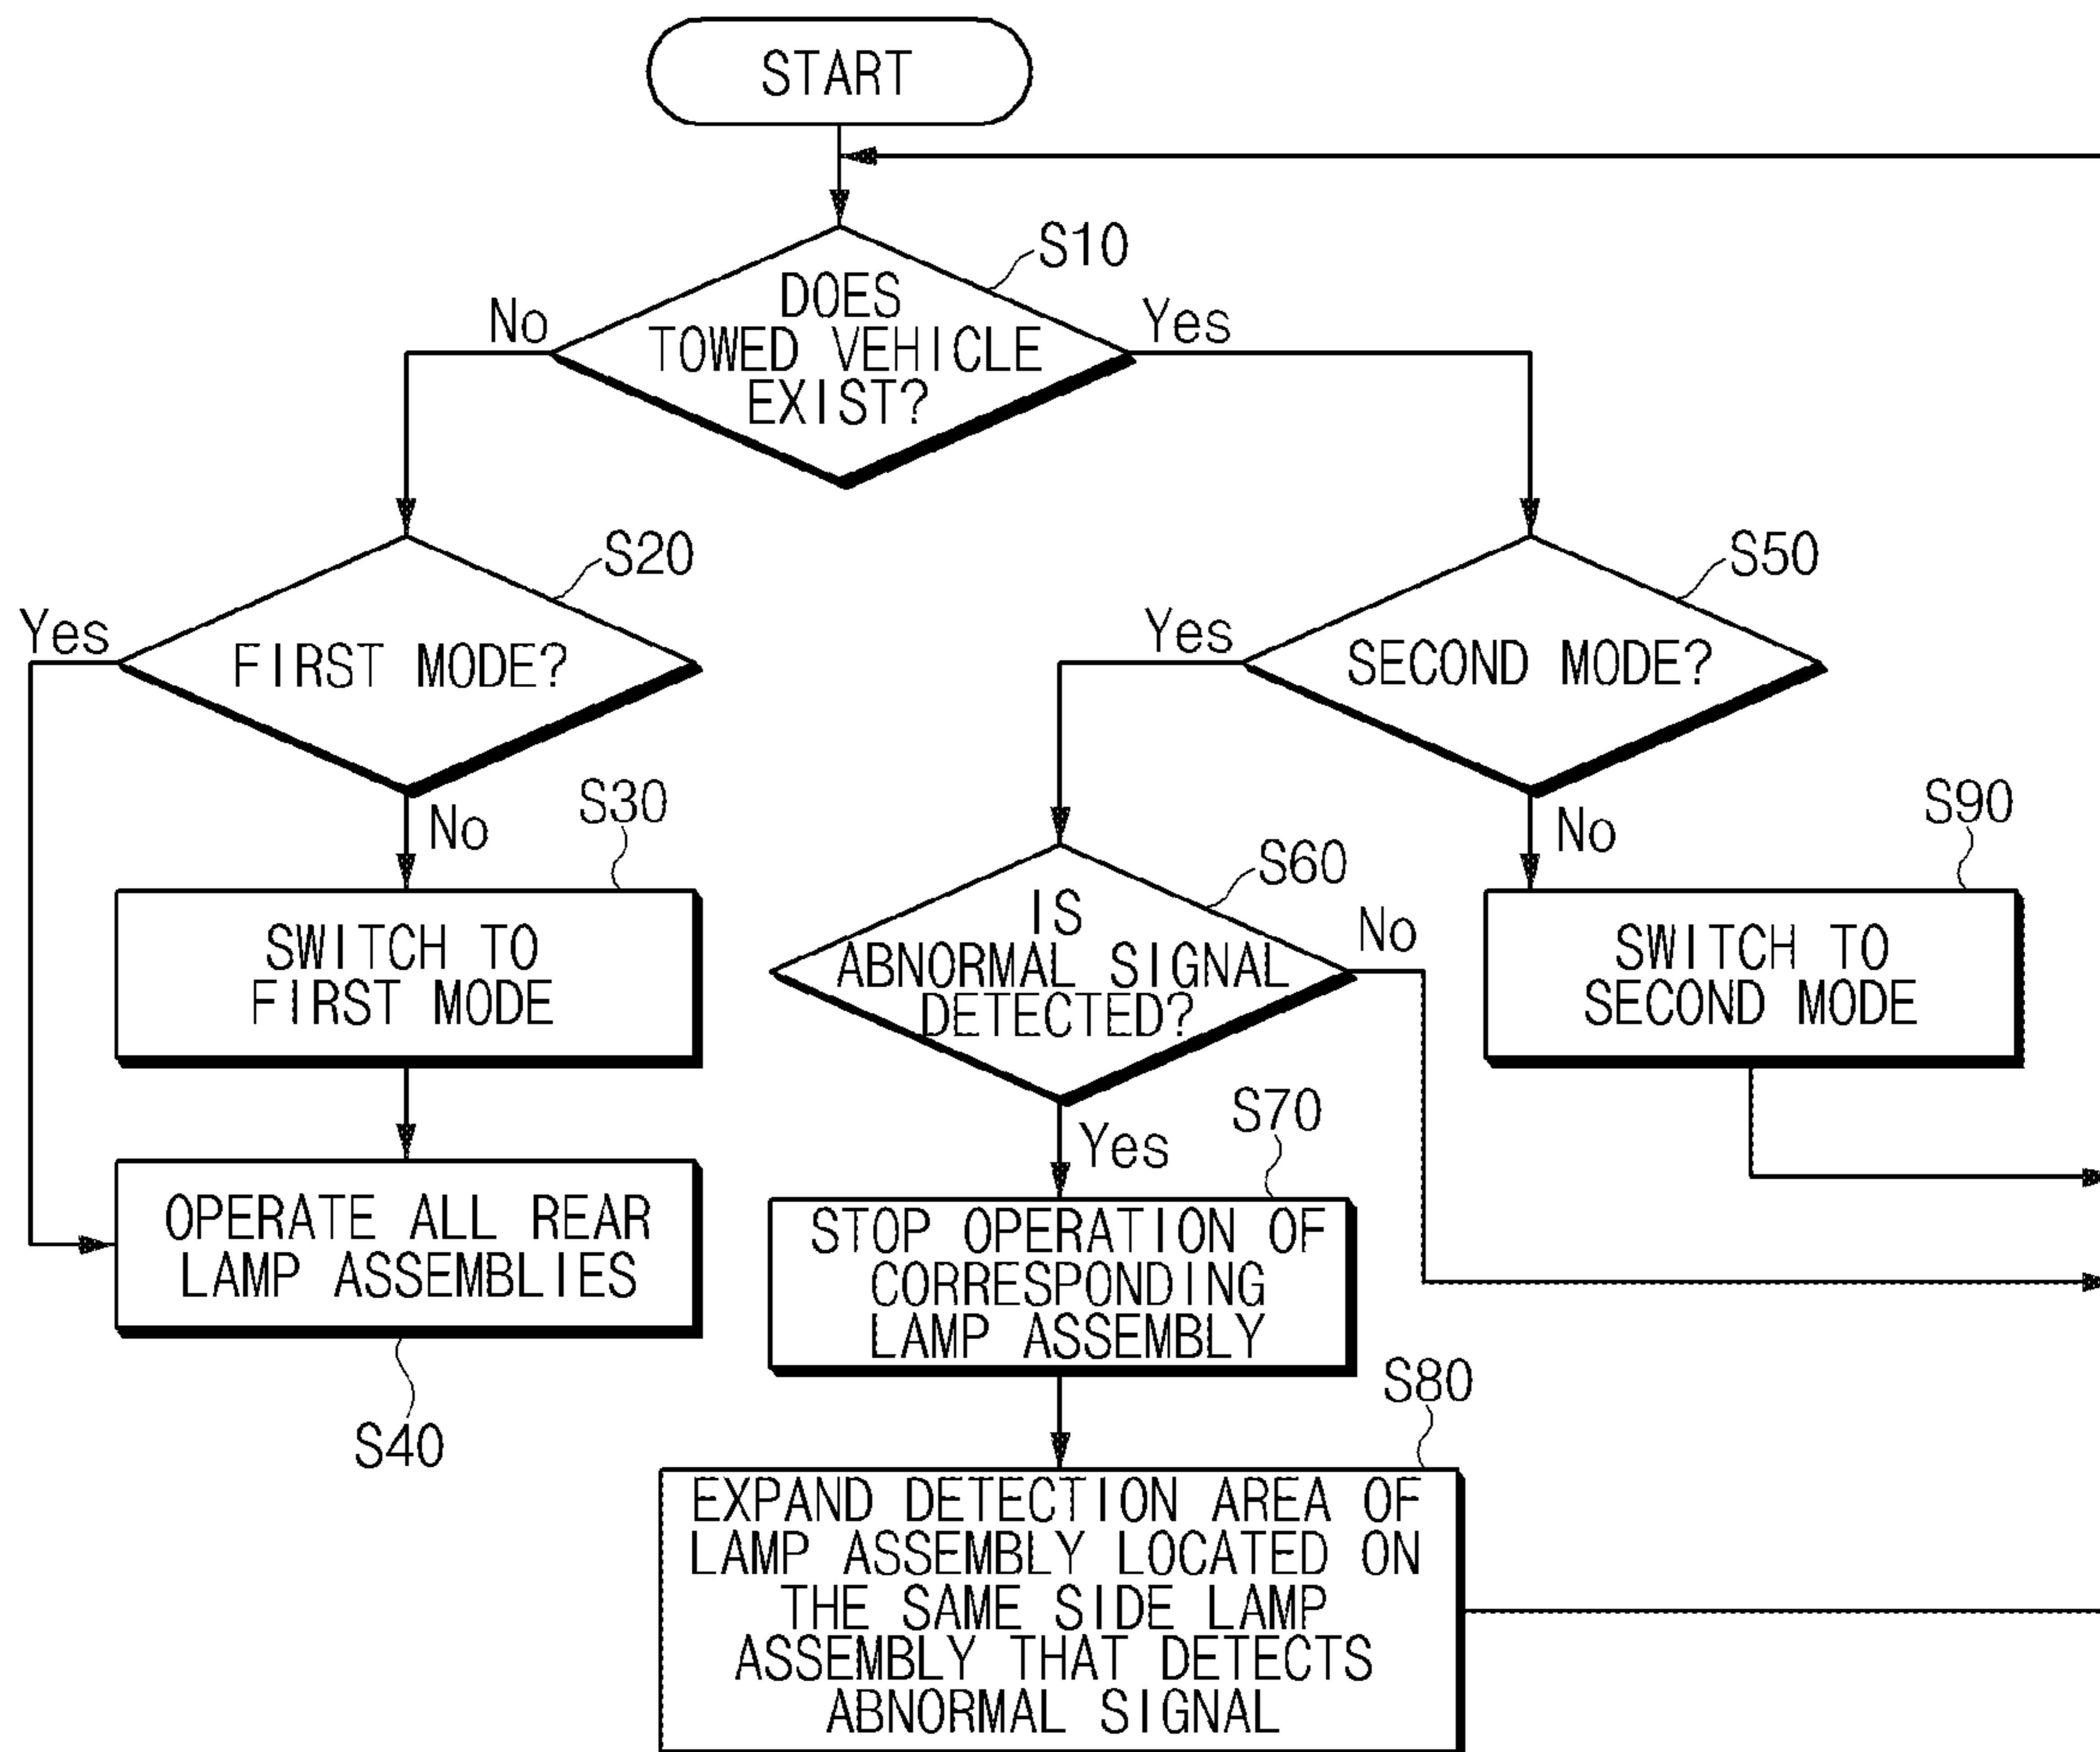 START
S10
DOES
TOWED VEHICLE
EXIST?
No
Yes
S20
FIRST MODE?
Yes
No
S50
SECOND MODE?
Yes
No
S30
SWITCH TO
FIRST MODE
S60
IS
ABNORMAL SIGNAL
DETECTED?
No
Yes
S90
SWITCH TO
SECOND MODE
OPERATE ALL REAR
LAMP ASSEMBLIES
S40
S70
STOP OPERATION OF
CORRESPONDING
LAMP ASSEMBLY
S80
EXPAND DETECTION AREA OF
LAMP ASSEMBLY LOCATED ON
THE SAME SIDE LAMP
ASSEMBLY THAT DETECTS
ABNORMAL SIGNAL